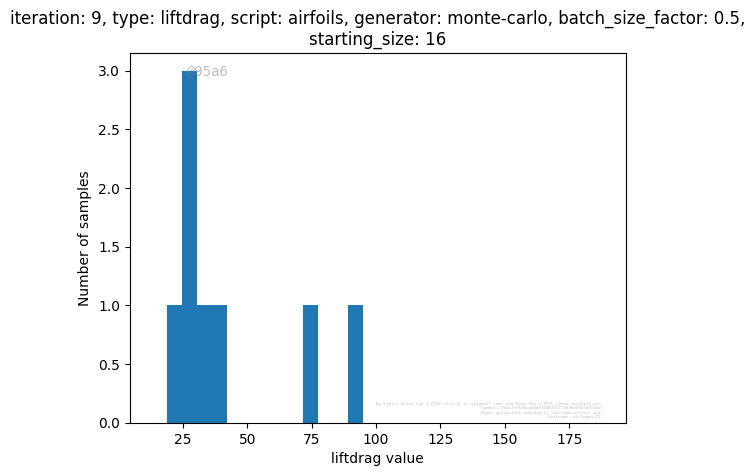 iteration: 9, type: liftdrag, script: airfoils, generator: monte-carlo, batch_size_factor: 0.5,
starting_size: 16
@95a6
3.0
2.5
2.0
1.5
1.0
0.5
0.0
Number of samples
25 50 75 100 125 150 175
liftdrag value